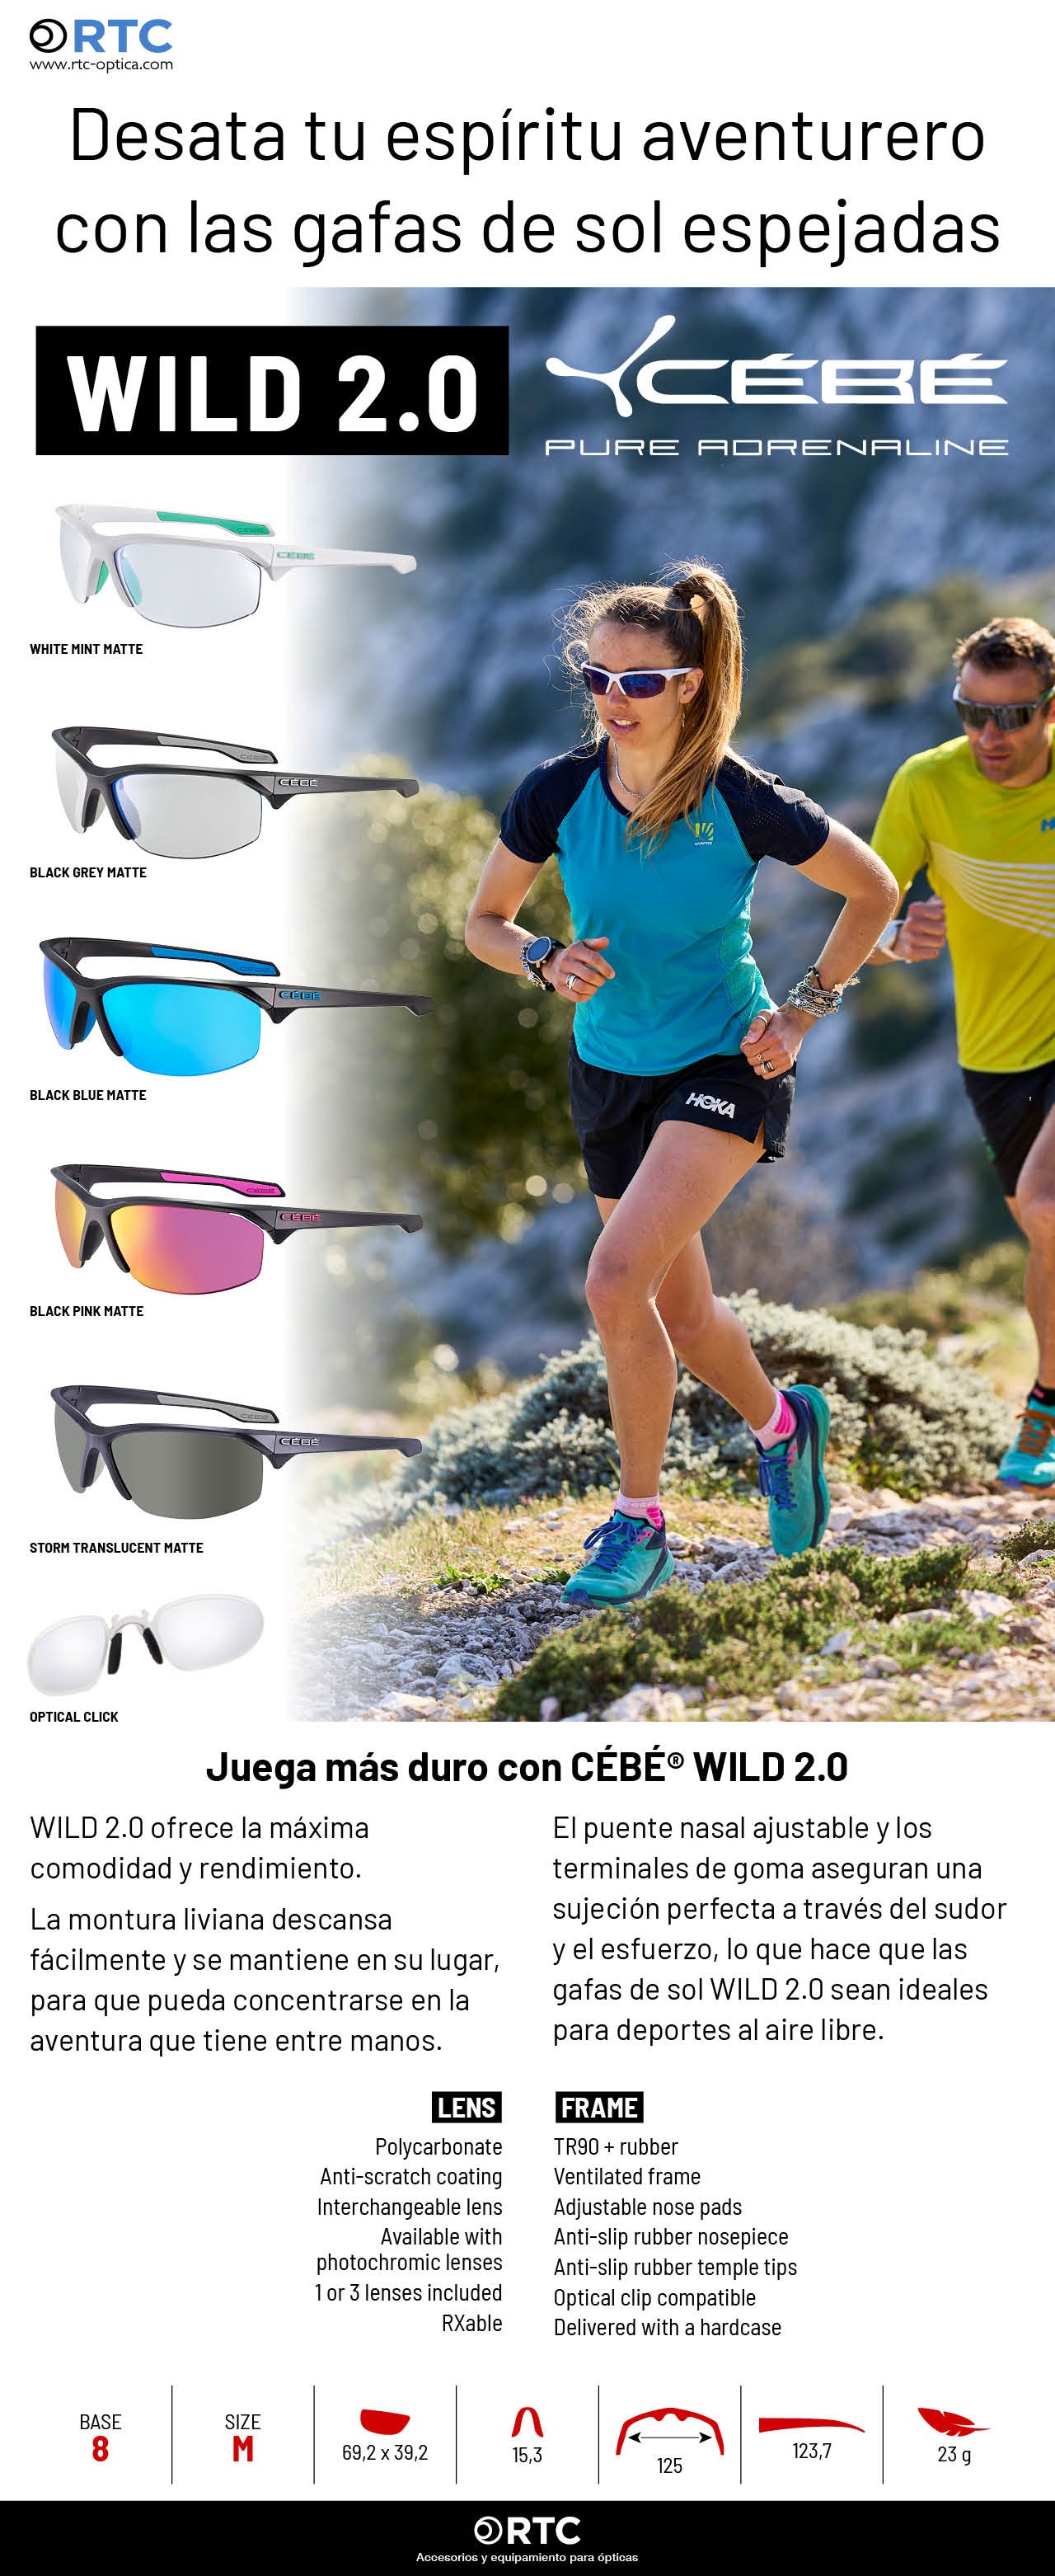 RTC
www.rtc-optica.com
Desata tu espíritu aventurero
con las gafas de sol espejadas
WILD 2.0
CÉBÉ
PURE ADRENALINE
CÉBÉ
WHITE MINT MATTE
CÉBÉ
BLACK GREY MATTE
CÉBÉ
BLACK BLUE MATTE
CÉBÉ
CÉBÉ
BLACK PINK MATTE
CÉBÉ
CÉBÉ
STORM TRANSLUCENT MATTE
OPTICAL CLICK
HOKA
Juega más duro con CÉBÉ® WILD 2.0
WILD 2.0 ofrece la máxima
comodidad y rendimiento.
La montura liviana descansa
fácilmente y se mantiene en su lugar,
para que pueda concentrarse en la
aventura que tiene entre manos.
El puente nasal ajustable y los
terminales de goma aseguran una
sujeción perfecta a través del sudor
y el esfuerzo, lo que hace que las
gafas de sol WILD 2.0 sean ideales
para deportes al aire libre.
LENS
Polycarbonate
Anti-scratch coating
Interchangeable lens
Available with
photochromic lenses
1 or 3 lenses included
RXable
FRAME
TR90 + rubber
Ventilated frame
Adjustable nose pads
Anti-slip rubber nosepiece
Anti-slip rubber temple tips
Optical clip compatible
Delivered with a hardcase
BASE
8
SIZE
M
69,2 x 39,2
15,3
125
123,7
23 g
RTC
Accesorios y equipamiento para ópticas